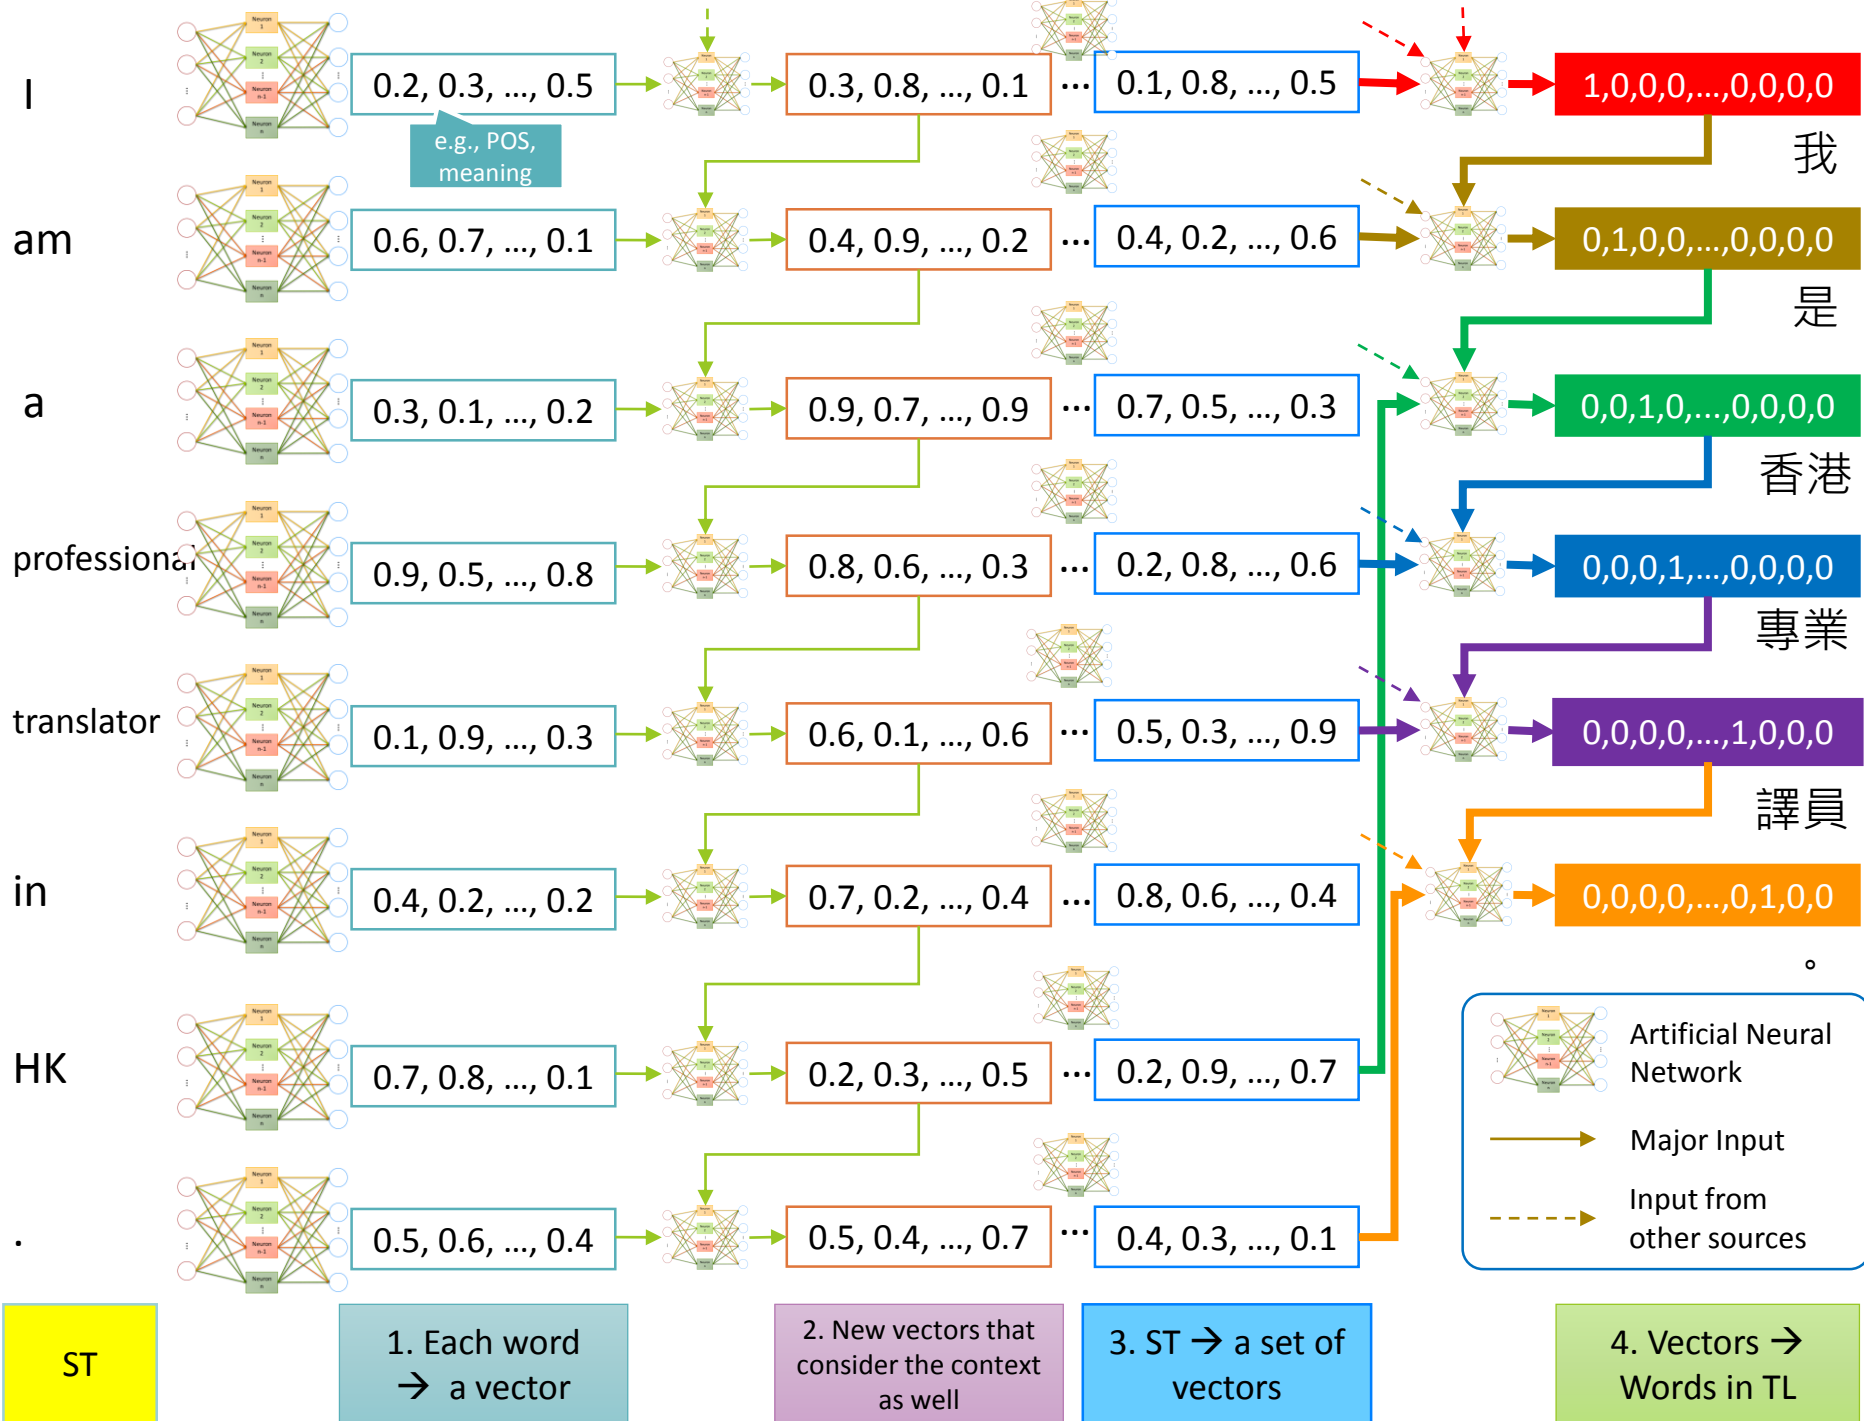 I
0.2, 0.3, ..., 0.5
0.3, 0.8, ..., 0.1
...
0.1, 0.8, ..., 0.5
1,0,0,0,...,0,0,0,0
e.g., POS,
meaning
我
am
0.6, 0.7, ..., 0.1
0.4, 0.9, ..., 0.2
...
0.4, 0.2, ..., 0.6
0,1,0,0,...,0,0,0,0
是
a
0.3, 0.1, ..., 0.2
0.9, 0.7, ..., 0.9
...
0.7, 0.5, ..., 0.3
0,0,1,0,...,0,0,0,0
香港
professional
0.9, 0.5, ..., 0.8
0.8, 0.6, ..., 0.3
...
0.2, 0.8, ..., 0.6
0,0,0,1,...,0,0,0,0
專業
translator
0.1, 0.9, ..., 0.3
0.6, 0.1, ..., 0.6
...
0.5, 0.3, ..., 0.9
0,0,0,0,...,1,0,0,0
譯員
in
0.4, 0.2, ..., 0.2
0.7, 0.2, ..., 0.4
...
0.8, 0.6, ..., 0.4
0,0,0,0,...,0,1,0,0
。
HK
0.7, 0.8, ..., 0.1
0.2, 0.3, ..., 0.5
...
0.2, 0.9, ..., 0.7
.
0.5, 0.6, ..., 0.4
0.5, 0.4, ..., 0.7
...
0.4, 0.3, ..., 0.1
Neuron
1
Neuron
2
Neuron
n-1
Neuron
n
Artificial Neural
Network
Major Input
Input from
other sources
ST
1. Each word
→ a vector
2. New vectors that
consider the context
as well
3. ST → a set of
vectors
4. Vectors →
Words in TL